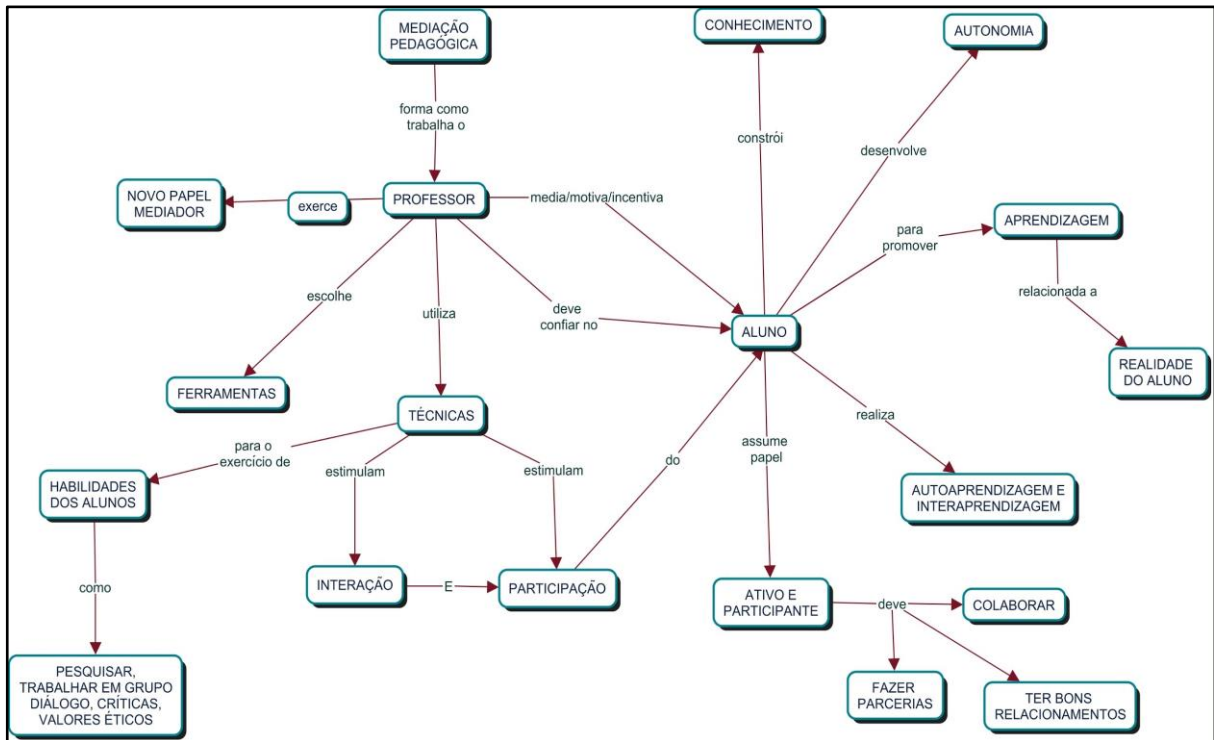 MEDIAÇÃO
PEDAGÓGICA
CONHECIMENTO
AUTONOMIA
forma como
trabalha o
constrói
desenvolve
NOVO PAPEL
MEDIADOR
exerce
PROFESSOR
media/motiva/incentiva
APRENDIZAGEM
para
promover
relacionada a
escolhe
utiliza
deve
confiar no
ALUNO
REALIDADE
DO ALUNO
FERRAMENTAS
TÉCNICAS
realiza
para o
exercício de
estimulam
estimulam
do
assume
papel
HABILIDADES
DOS ALUNOS
AUTOAPRENDIZAGEM E
INTERAPRENDIZAGEM
como
INTERAÇÃO
E
PARTICIPAÇÃO
ATIVO E
PARTICIPANTE
deve
COLABORAR
PESQUISAR,
TRABALHAR EM GRUPO
DIÁLOGO, CRÍTICAS,
VALORES ÉTICOS
FAZER
PARCERIAS
TER BONS
RELACIONAMENTOS